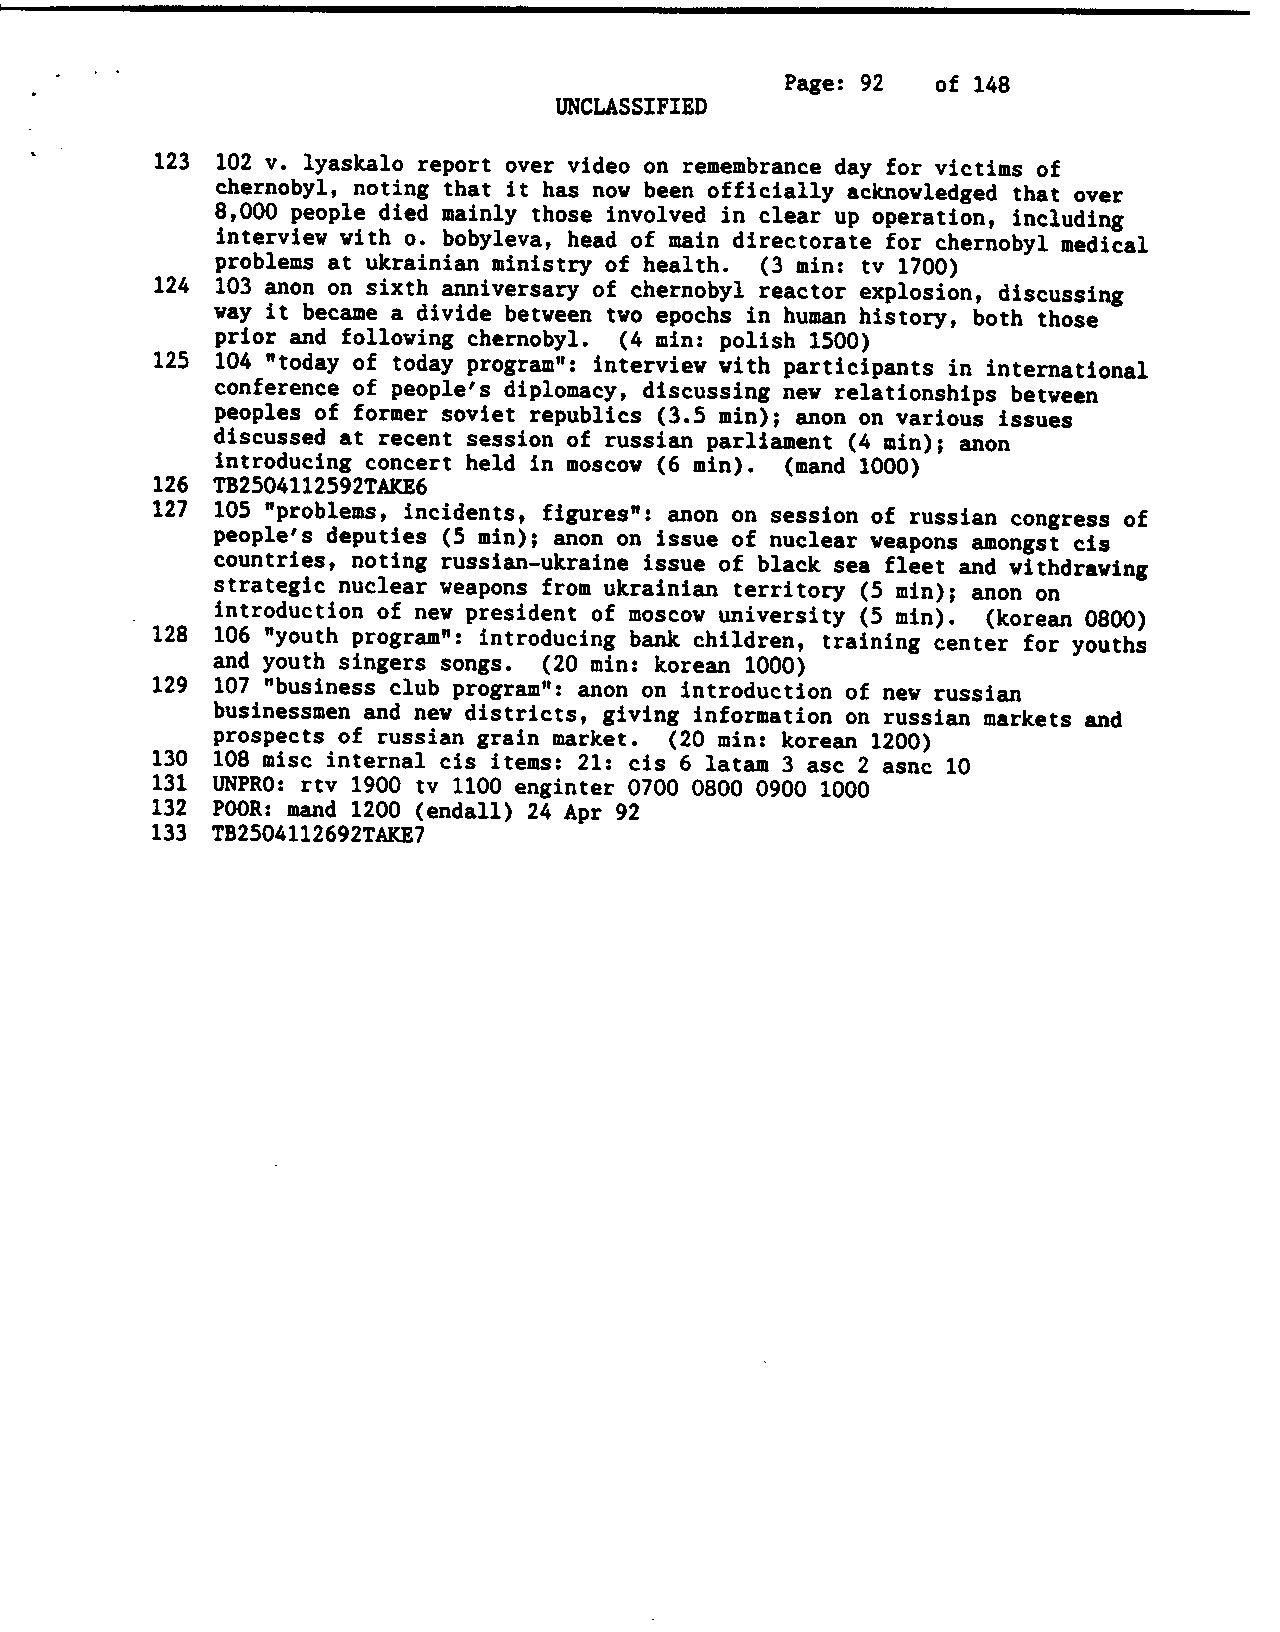 Page: 92 of 148
UNCLASSIFIED
123 102 v. lyaskalo report over video on remembrance day for victims of
chernobyl, noting that it has now been officially acknowledged that over
8,000 people died mainly those involved in clear up operation, including
interview with o. bobyleva, head of main directorate for chernobyl medical
problems at ukrainian ministry of health. (3 min: tv 1700)
124 103 anon on sixth anniversary of chernobyl reactor explosion, discussing
way it became a divide between two epochs in human history, both those
prior and following chernobyl. (4 min: polish 1500)
125 104 "today of today program": interview with participants in international
conference of people's diplomacy, discussing new relationships between
peoples of former soviet republics (3.5 min); anon on various issues
discussed at recent session of russian parliament (4 min); anon
introducing concert held in moscow (6 min). (mand 1000)
126 TB2504112592TAKE6
127 105 "problems, incidents, figures": anon on session of russian congress of
people's deputies (5 min); anon on issue of nuclear weapons amongst cis
countries, noting russian-ukraine issue of black sea fleet and withdrawing
strategic nuclear weapons from ukrainian territory (5 min); anon on
introduction of new president of moscow university (5 min). (korean 0800)
128 106 "youth program": introducing bank children, training center for youths
and youth singers songs. (20 min: korean 1000)
129 107 "business club program": anon on introduction of new russian
businessmen and new districts, giving information on russian markets and
prospects of russian grain market. (20 min: korean 1200)
130 108 misc internal cis items: 21: cis 6 latam 3 asc 2 asnc 10
131 UNPRO: rtv 1900 tv 1100 enginter 0700 0800 0900 1000
132 POOR: mand 1200 (endall) 24 Apr 92
133 TB2504112692TAKE7